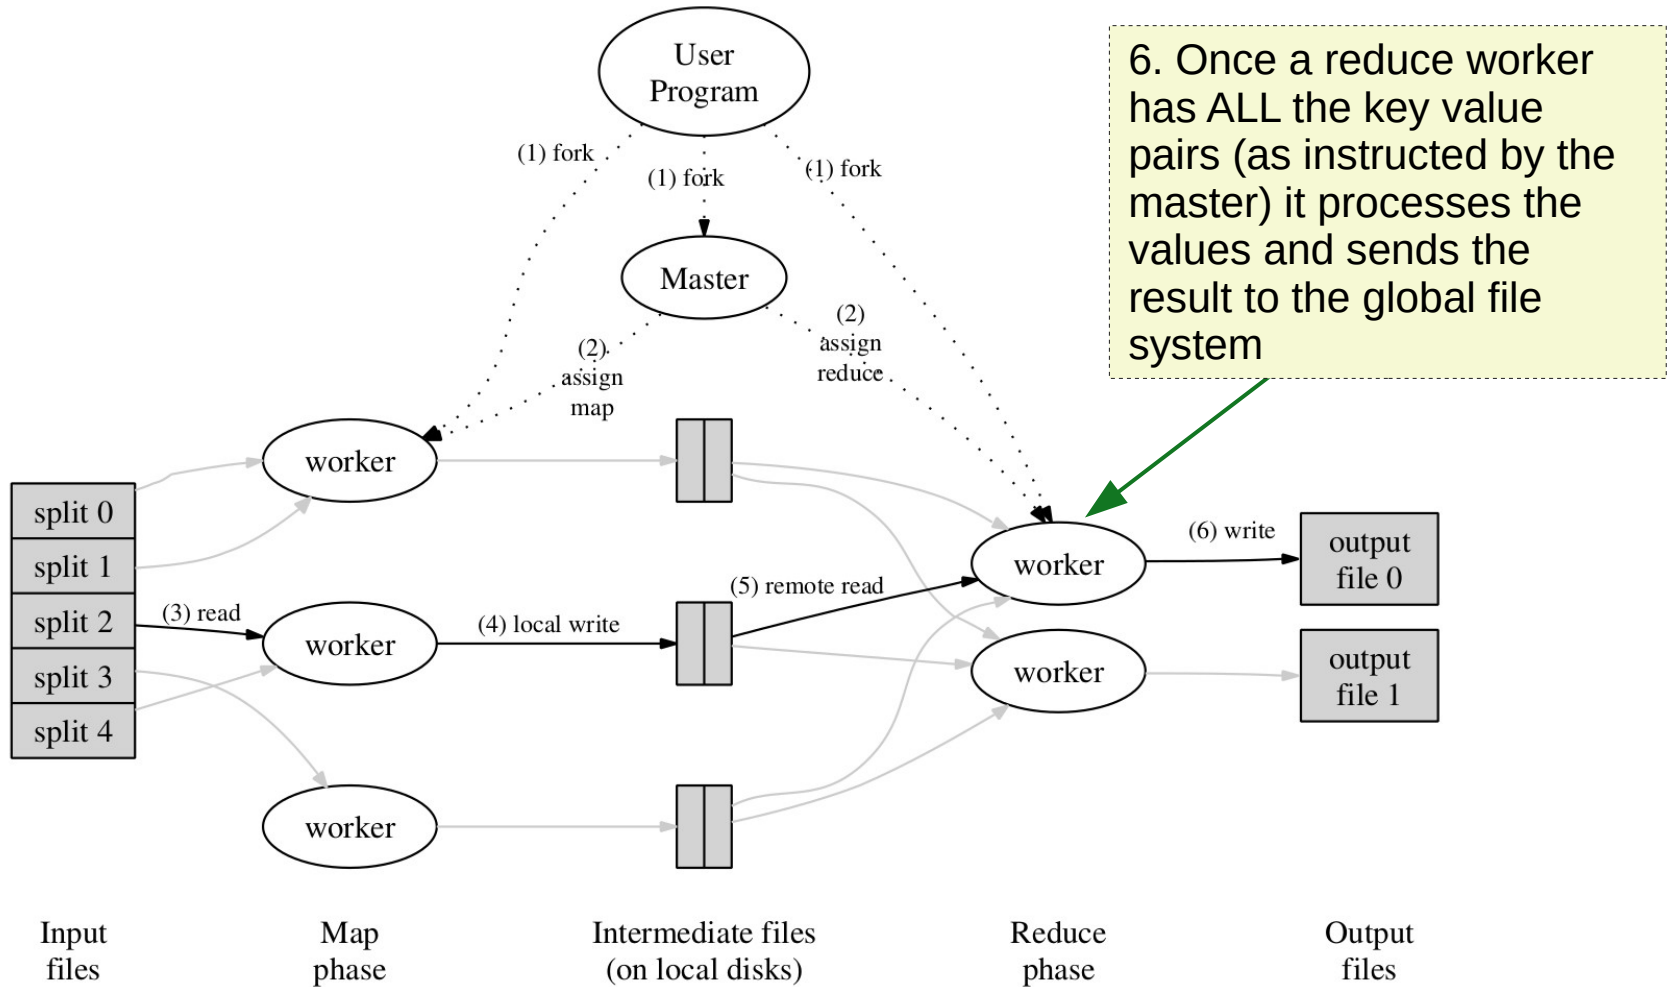 User
Program
6. Once a reduce worker
has ALL the key value
pairs (as instructed by the
master) it processes the
values and sends the
result to the global file
system
(1) fork
(1) fork
(1) fork
Master
(2)
assign
map
(2)
assign
reduce
worker
split 0
split 1
split 2
split 3
split 4
(3) read
worker
(4) local write
(5) remote read
worker
(6) write
output
file 0
worker
output
file 1
worker
Input
files
Map
phase
Intermediate files
(on local disks)
Reduce
phase
Output
files